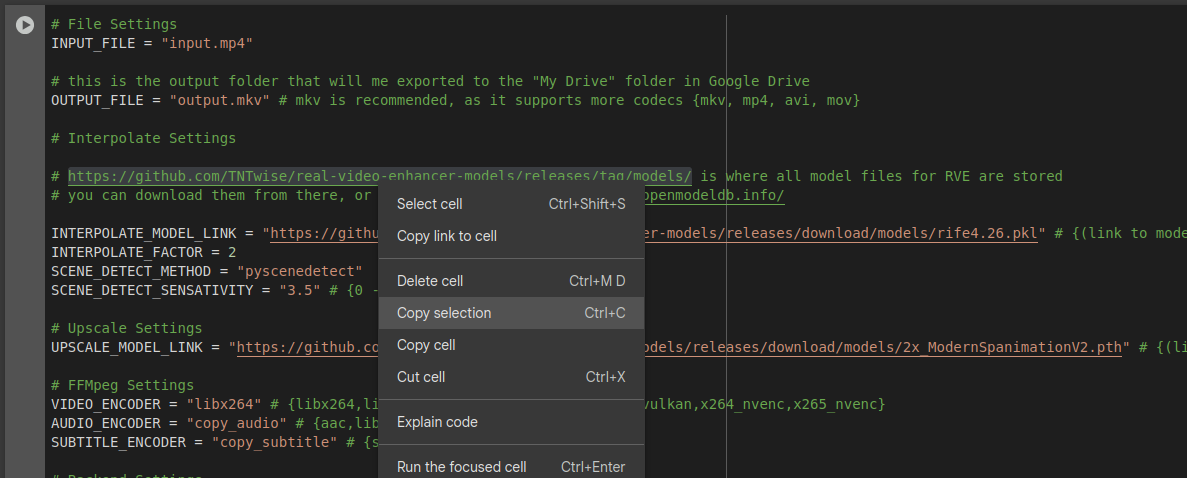 # File Settings
INPUT_FILE = "input.mp4"
# this is the output folder that will me exported to the "My Drive" folder in Google Drive
OUTPUT_FILE = "output.mkv" # mkv is recommended, as it supports more codecs {mkv, mp4, avi, mov}
# Interpolate Settings
# https://github.com/TNTwise/real-video-enhancer-models/releases/tag/models/ is where all model files for RVE are stored
# you can download them from there, or openmodeldb.info/
INTERPOLATE_MODEL_LINK = "https://githu er-models/releases/download/models/rife4.26.pkl" # {(link to mode
INTERPOLATE_FACTOR = 2
SCENE_DETECT_METHOD = "pyscenedetect"
SCENE_DETECT_SENSATIVITY = "3.5" # {0 -
# Upscale Settings
UPSCALE_MODEL_LINK = "https://github.co odels/releases/download/models/2x_ModernSpanimationV2.pth" # {(li
# FFMpeg Settings
VIDEO_ENCODER = "libx264" # {libx264,li vulkan,x264_nvenc,x265_nvenc}
AUDIO_ENCODER = "copy_audio" # {aac,lib
SUBTITLE_ENCODER = "copy_subtitle" # {s
# Backend Settings
Select cell Ctrl+Shift+S
Copy link to cell
Delete cell Ctrl+M D
Copy selection Ctrl+C
Copy cell
Cut cell Ctrl+X
Explain code
Run the focused cell Ctrl+Enter